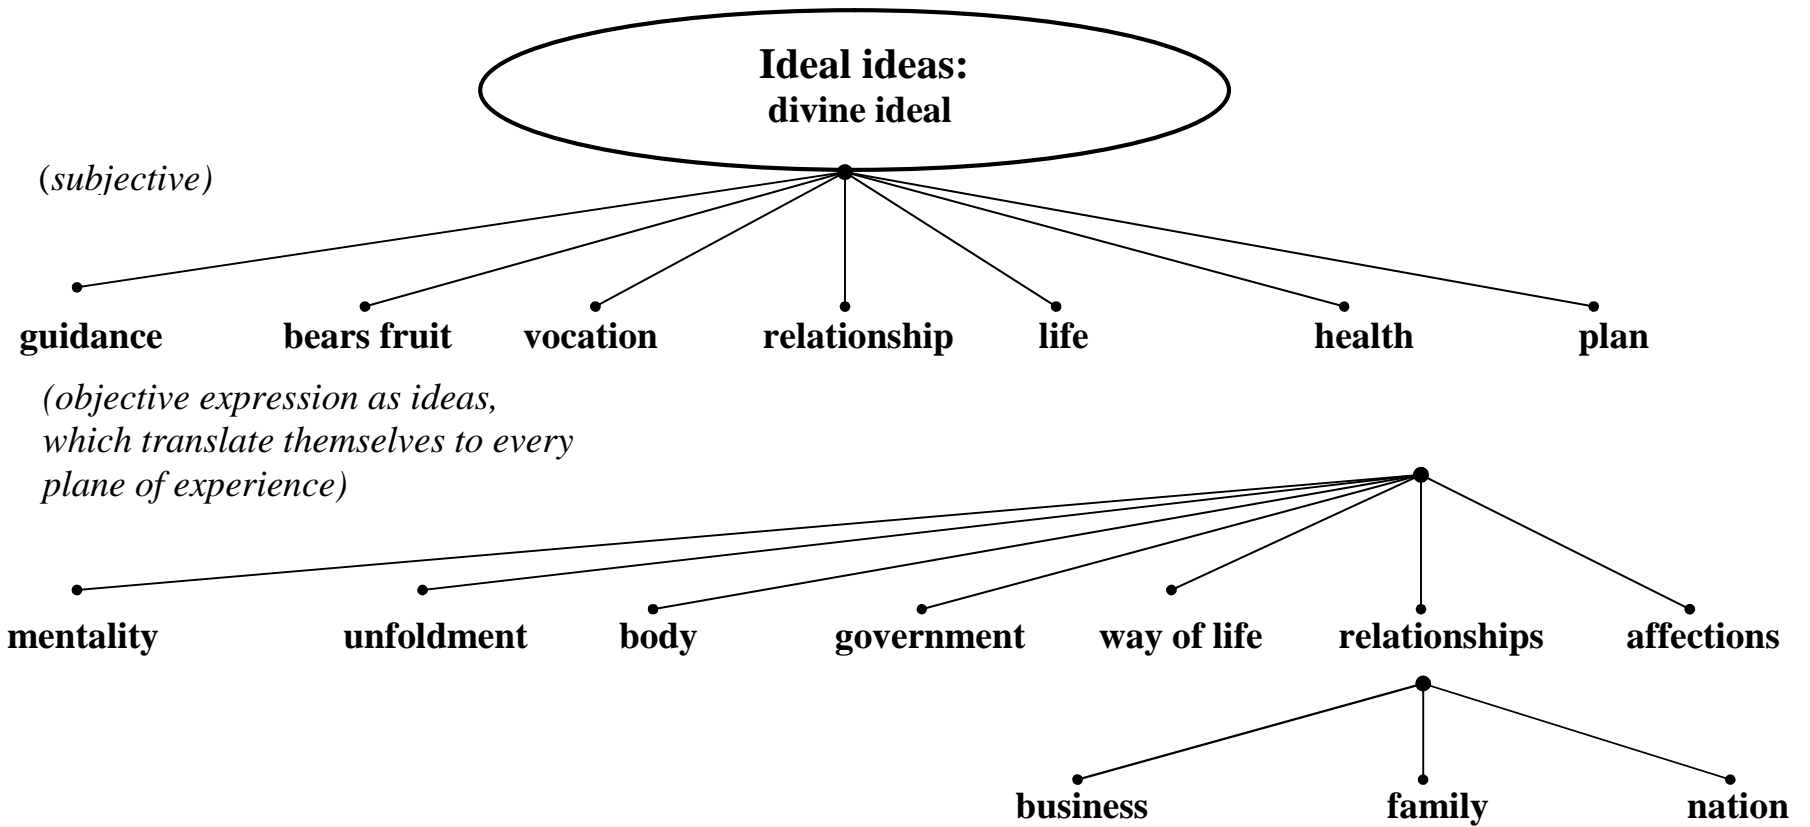 Ideal ideas:
divine ideal
(subjective)
guidance bears fruit vocation relationship life health plan
(objective expression as ideas,
which translate themselves to every
plane of experience)
mentality unfoldment body government way of life relationships affections
business family nation